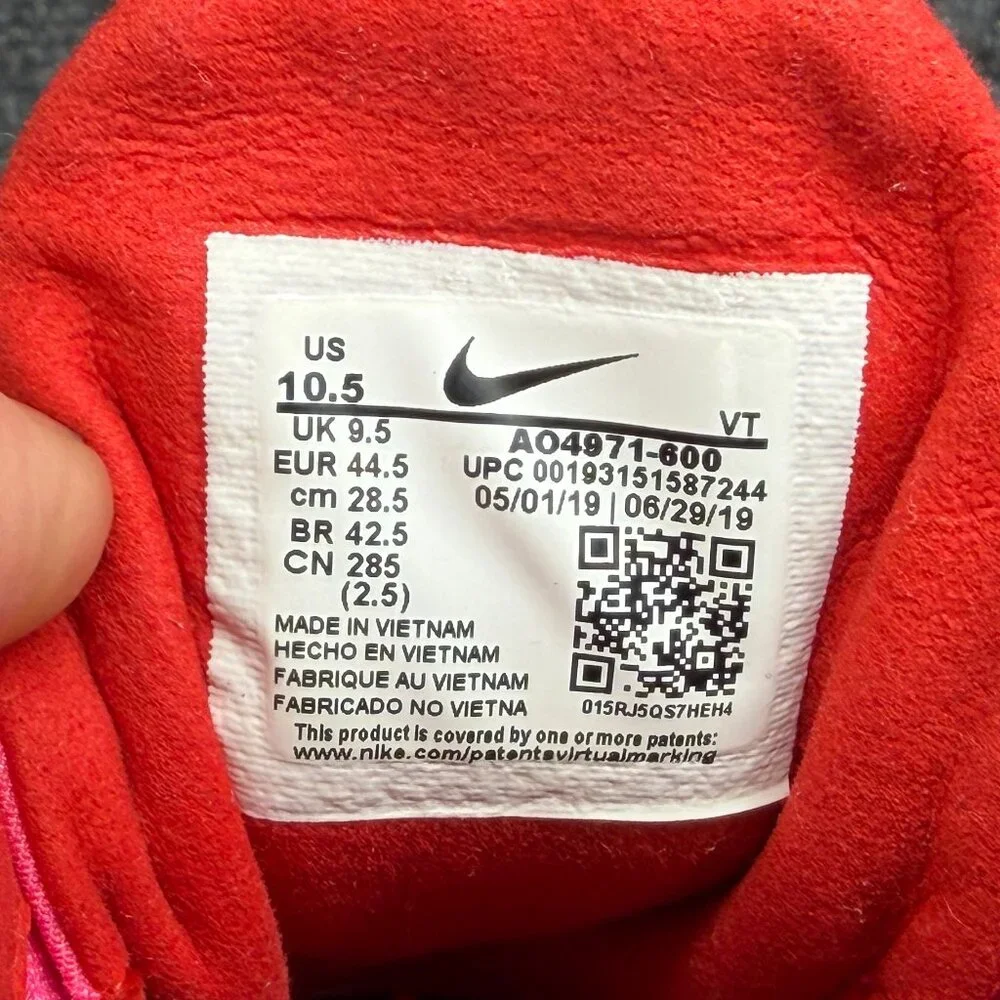 US
10.5
VT
UK 9.5
EUR 44.5
cm 28.5
BR 42.5
CN 285
(2.5)
AO4971-600
UPC 00193151587244
05/01/19 | 06/29/19
015RJ5QS7HEH4
MADE IN VIETNAM
HECHO EN VIETNAM
FABRIQUE AU VIETNAM
FABRICADO NO VIETNA
This product is covered by one or more patents:
www.nike.com/patentsvirtualmarking